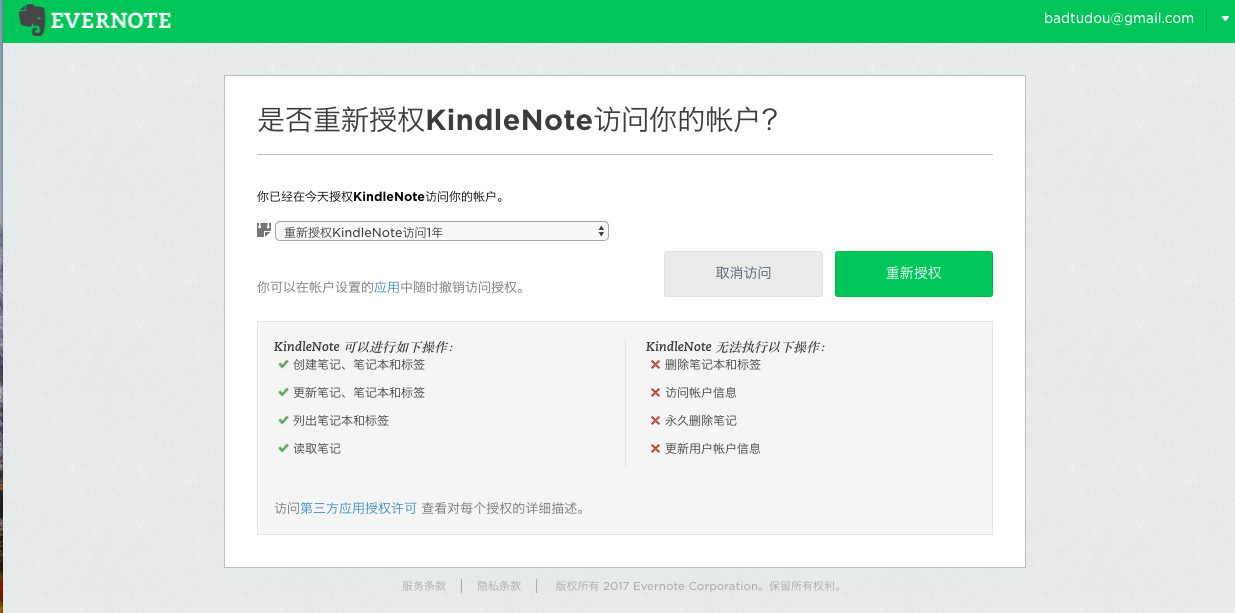 EVERNOTE
badtudou@gmail.com
是否重新授权KindleNote访问你的帐户?
你已经在今天授权KindleNote访问你的帐户。
重新授权KindleNote访问1年
取消访问
重新授权
你可以在帐户设置的应用中随时撤销访问授权。
KindleNote 可以进行如下操作:
创建笔记、笔记本和标签
更新笔记、笔记本和标签
列出笔记本和标签
读取笔记
KindleNote 无法执行以下操作:
删除笔记本和标签
访问帐户信息
永久删除笔记
更新用户帐户信息
访问第三方应用授权许可 查看对每个授权的详细描述。
服务条款 隐私条款 版权所有 2017 Evernote Corporation。保留所有权利。